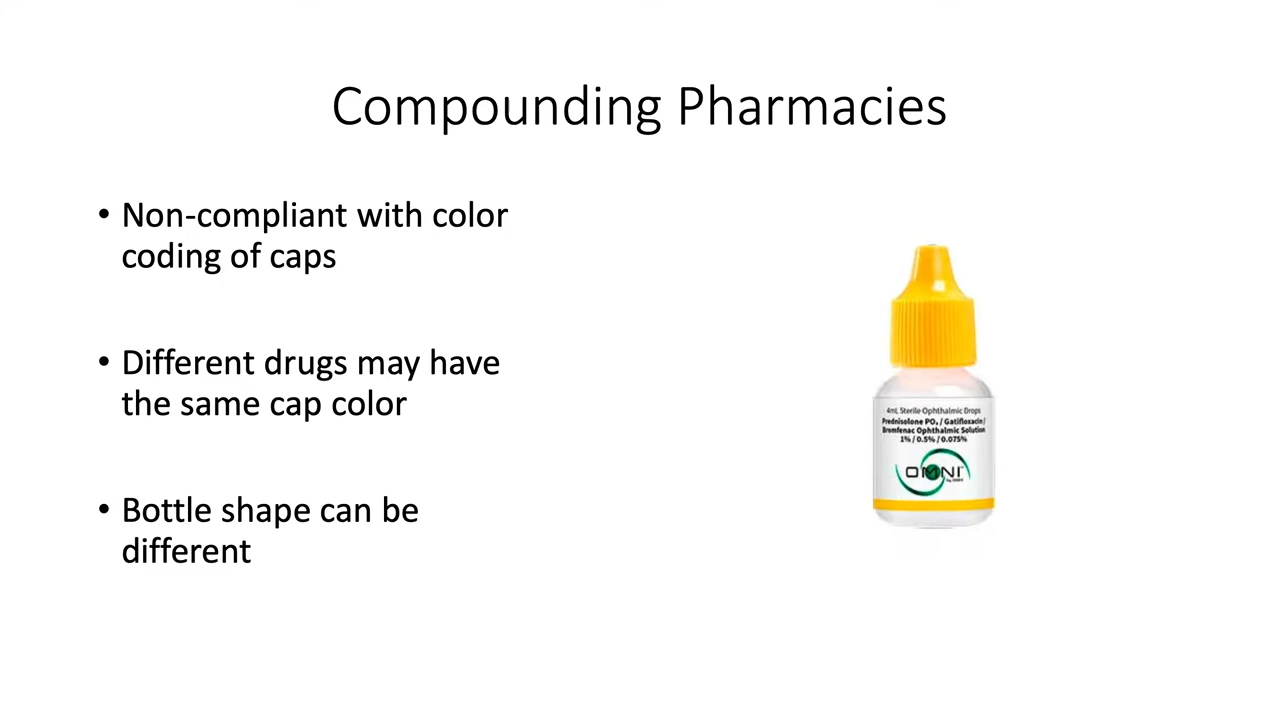 Compounding Pharmacies
• Non-compliant with color
coding of caps
• Different drugs may have
the same cap color
• Bottle shape can be
different
4mL Sterile Ophthalmic Drops
Prednisolone PO₄ / Gatifloxacin /
Bromfenac Ophthalmic Solution
1% / 0.5% / 0.075%
OMNI